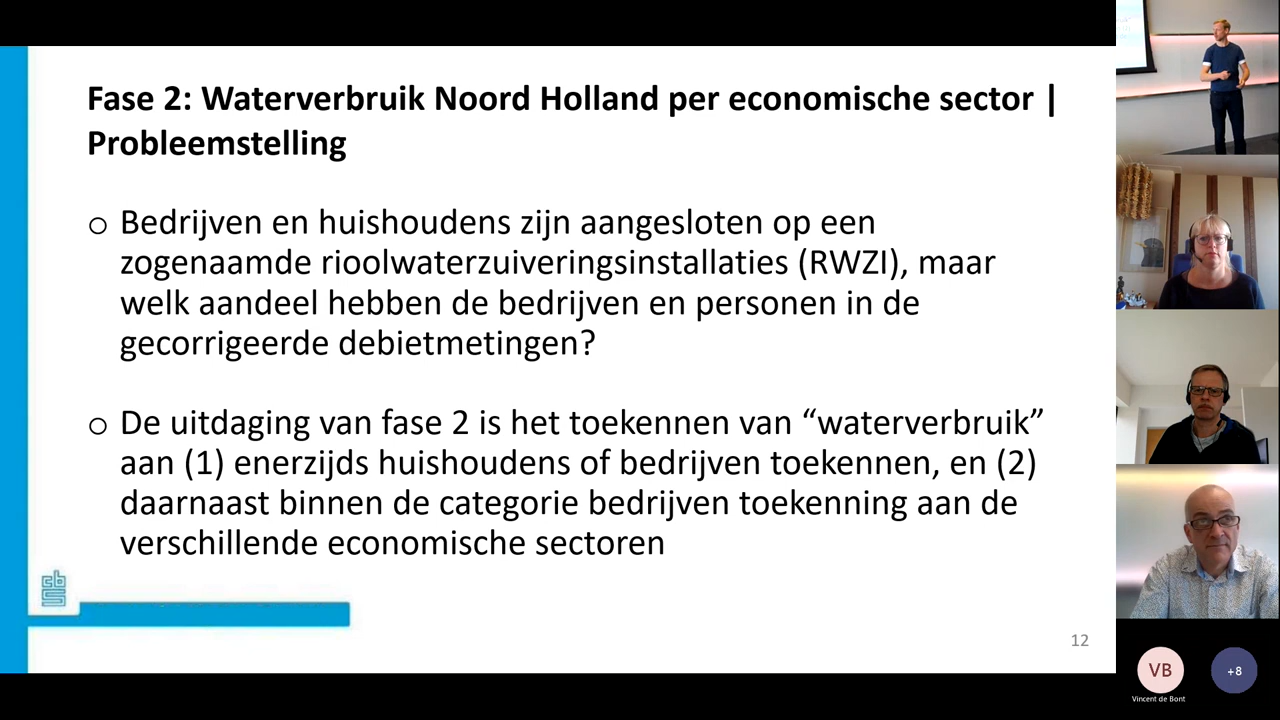 Fase 2: Waterverbruik Noord Holland per economische sector |
Probleemstelling
o Bedrijven en huishoudens zijn aangesloten op een
zogenaamde rioolwaterzuiveringsinstallaties (RWZI), maar
welk aandeel hebben de bedrijven en personen in de
gecorrigeerde debietmetingen?
o De uitdaging van fase 2 is het toekennen van “waterverbruik”
aan (1) enerzijds huishoudens of bedrijven toekennen, en (2)
daarnaast binnen de categorie bedrijven toekenning aan de
verschillende economische sectoren
cbs
12
VB
+8
Vincent de Bont